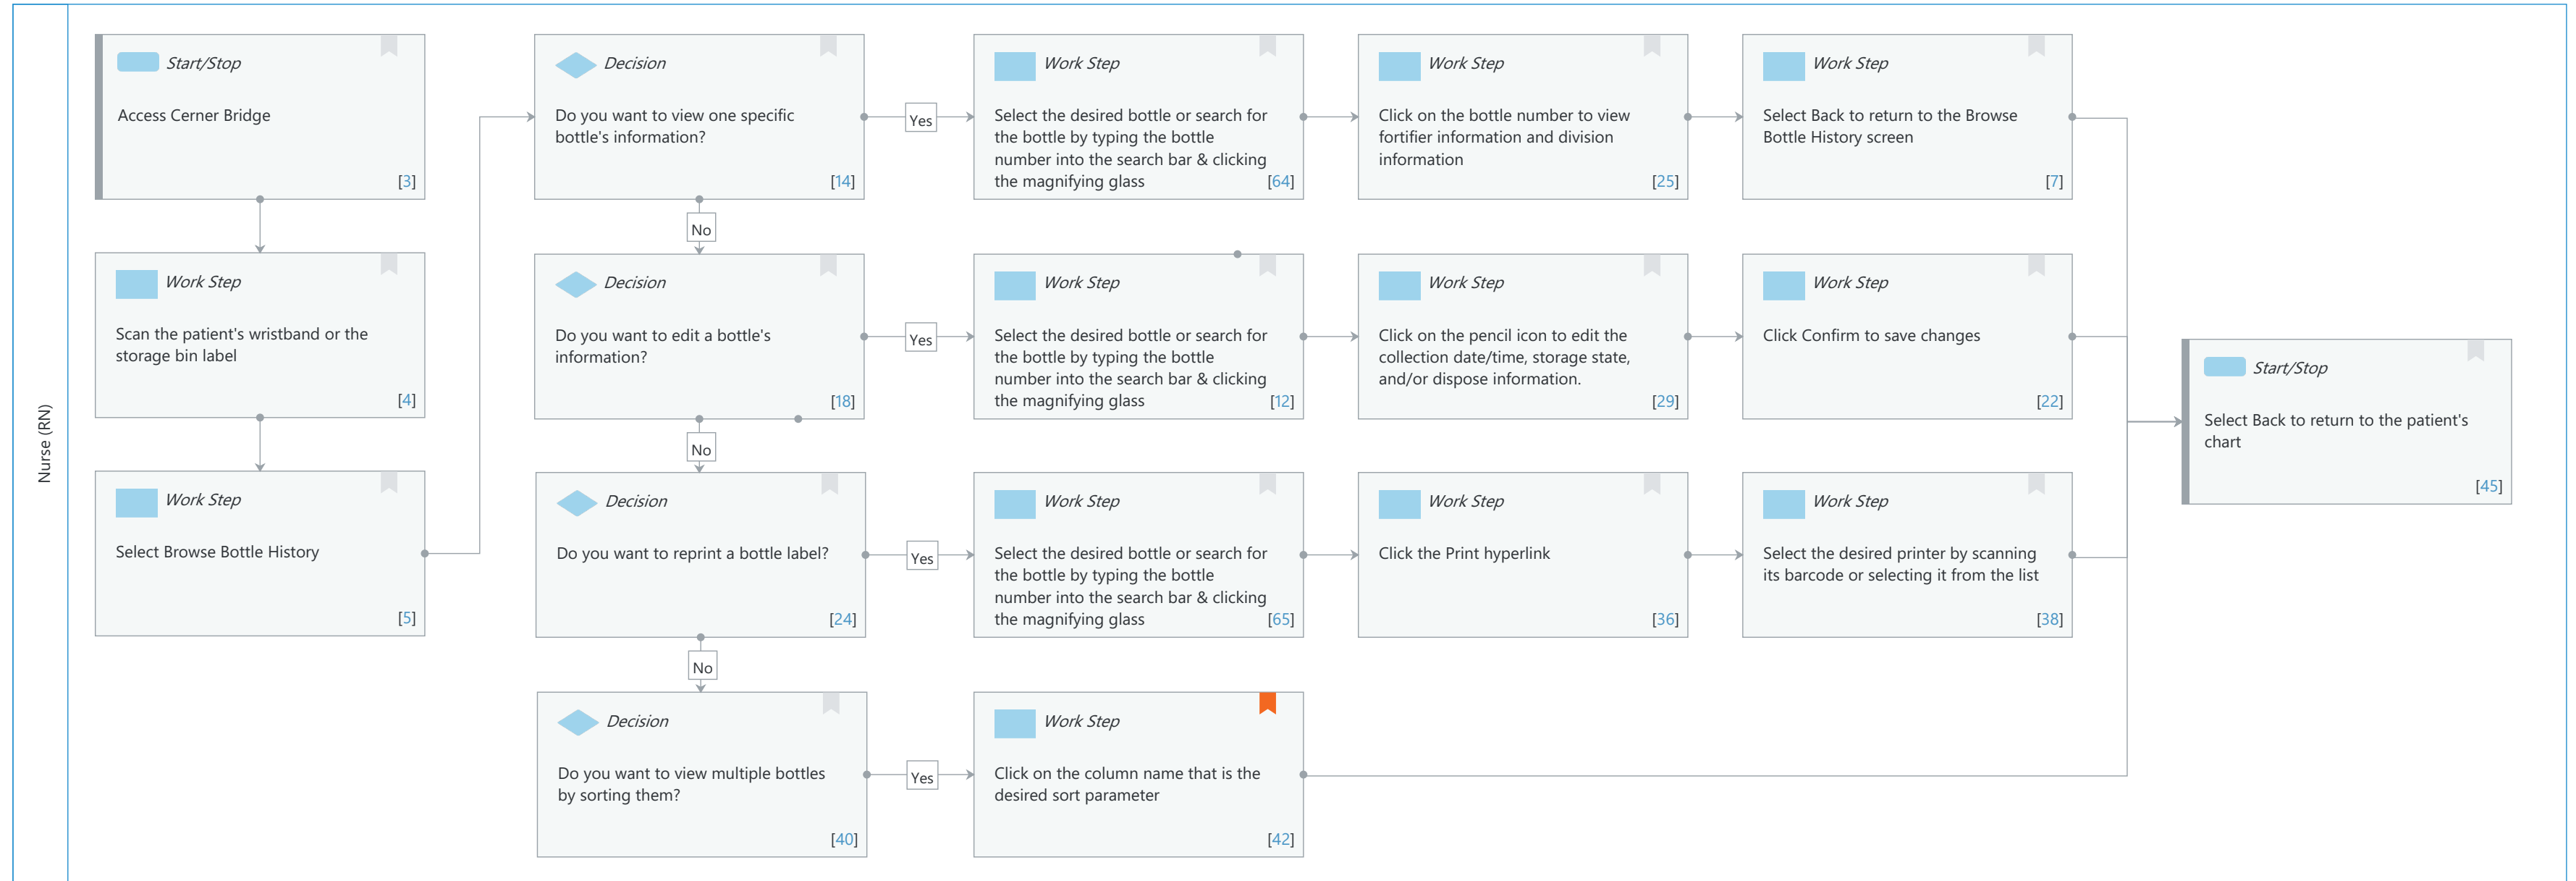 Nurse (RN)
Start/Stop
Access Cerner Bridge
[3]
Work Step
Scan the patient's wristband or the
storage bin label
[4]
Work Step
Select Browse Bottle History
[5]
Decision
Do you want to view one specific
bottle's information?
[14]
Yes
Work Step
Select the desired bottle or search for
the bottle by typing the bottle
number into the search bar & clicking
the magnifying glass
[64]
Work Step
Click on the bottle number to view
fortifier information and division
information
[25]
Work Step
Select Back to return to the Browse
Bottle History screen
[7]
No
Decision
Do you want to edit a bottle's
information?
[18]
Yes
Work Step
Select the desired bottle or search for
the bottle by typing the bottle
number into the search bar & clicking
the magnifying glass
[12]
Work Step
Click on the pencil icon to edit the
collection date/time, storage state,
and/or dispose information.
[29]
Work Step
Click Confirm to save changes
[22]
No
Decision
Do you want to reprint a bottle label?
[24]
Yes
Work Step
Select the desired bottle or search for
the bottle by typing the bottle
number into the search bar & clicking
the magnifying glass
[65]
Work Step
Click the Print hyperlink
[36]
Work Step
Select the desired printer by scanning
its barcode or selecting it from the list
[38]
No
Decision
Do you want to view multiple bottles
by sorting them?
[40]
Yes
Work Step
Click on the column name that is the
desired sort parameter
[42]
Start/Stop
Select Back to return to the patient's
chart
[45]